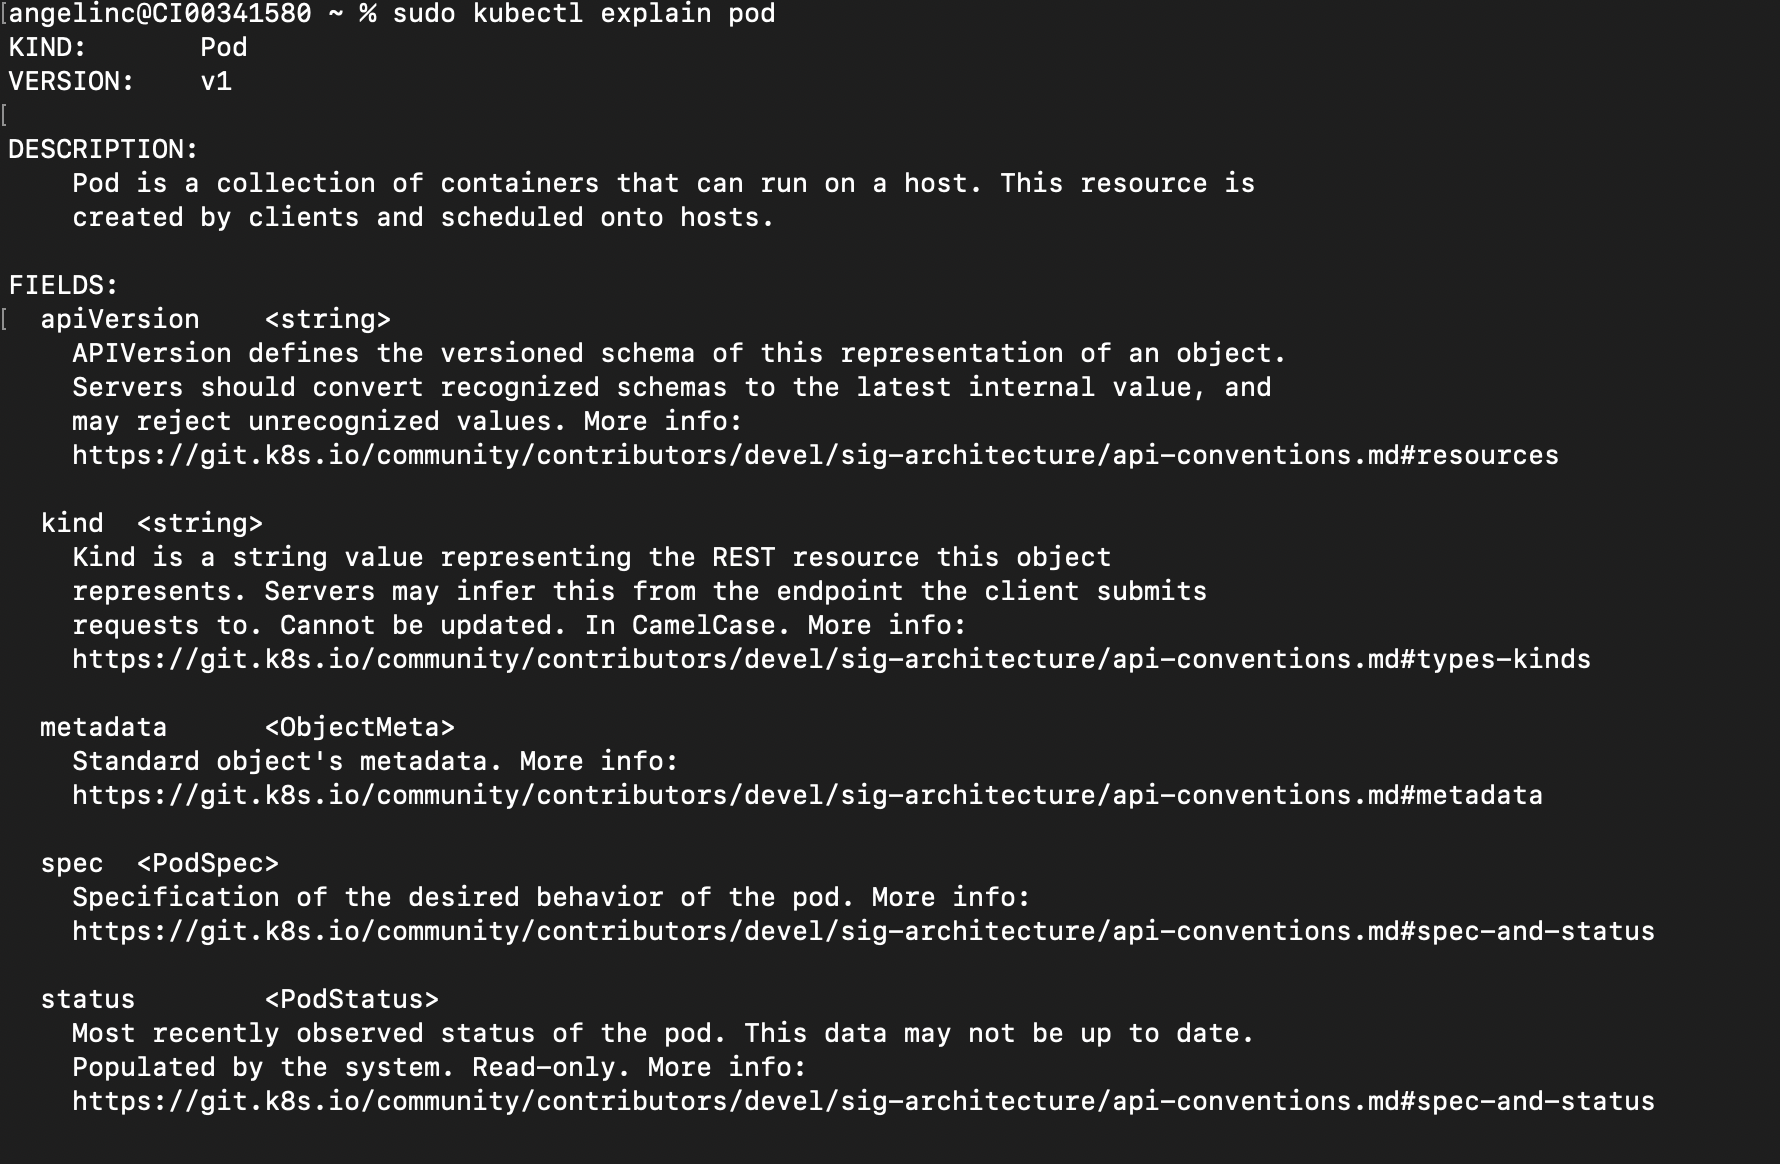 [angelinc@CI00341580 ~ % sudo kubectl explain pod
KIND:       Pod
VERSION:    v1
[
DESCRIPTION:
    Pod is a collection of containers that can run on a host. This resource is
    created by clients and scheduled onto hosts.

FIELDS:
[  apiVersion    <string>
    APIVersion defines the versioned schema of this representation of an object.
    Servers should convert recognized schemas to the latest internal value, and
    may reject unrecognized values. More info:
    https://git.k8s.io/community/contributors/devel/sig-architecture/api-conventions.md#resources

  kind  <string>
    Kind is a string value representing the REST resource this object
    represents. Servers may infer this from the endpoint the client submits
    requests to. Cannot be updated. In CamelCase. More info:
    https://git.k8s.io/community/contributors/devel/sig-architecture/api-conventions.md#types-kinds

  metadata      <ObjectMeta>
    Standard object's metadata. More info:
    https://git.k8s.io/community/contributors/devel/sig-architecture/api-conventions.md#metadata

  spec  <PodSpec>
    Specification of the desired behavior of the pod. More info:
    https://git.k8s.io/community/contributors/devel/sig-architecture/api-conventions.md#spec-and-status

  status        <PodStatus>
    Most recently observed status of the pod. This data may not be up to date.
    Populated by the system. Read-only. More info:
    https://git.k8s.io/community/contributors/devel/sig-architecture/api-conventions.md#spec-and-status